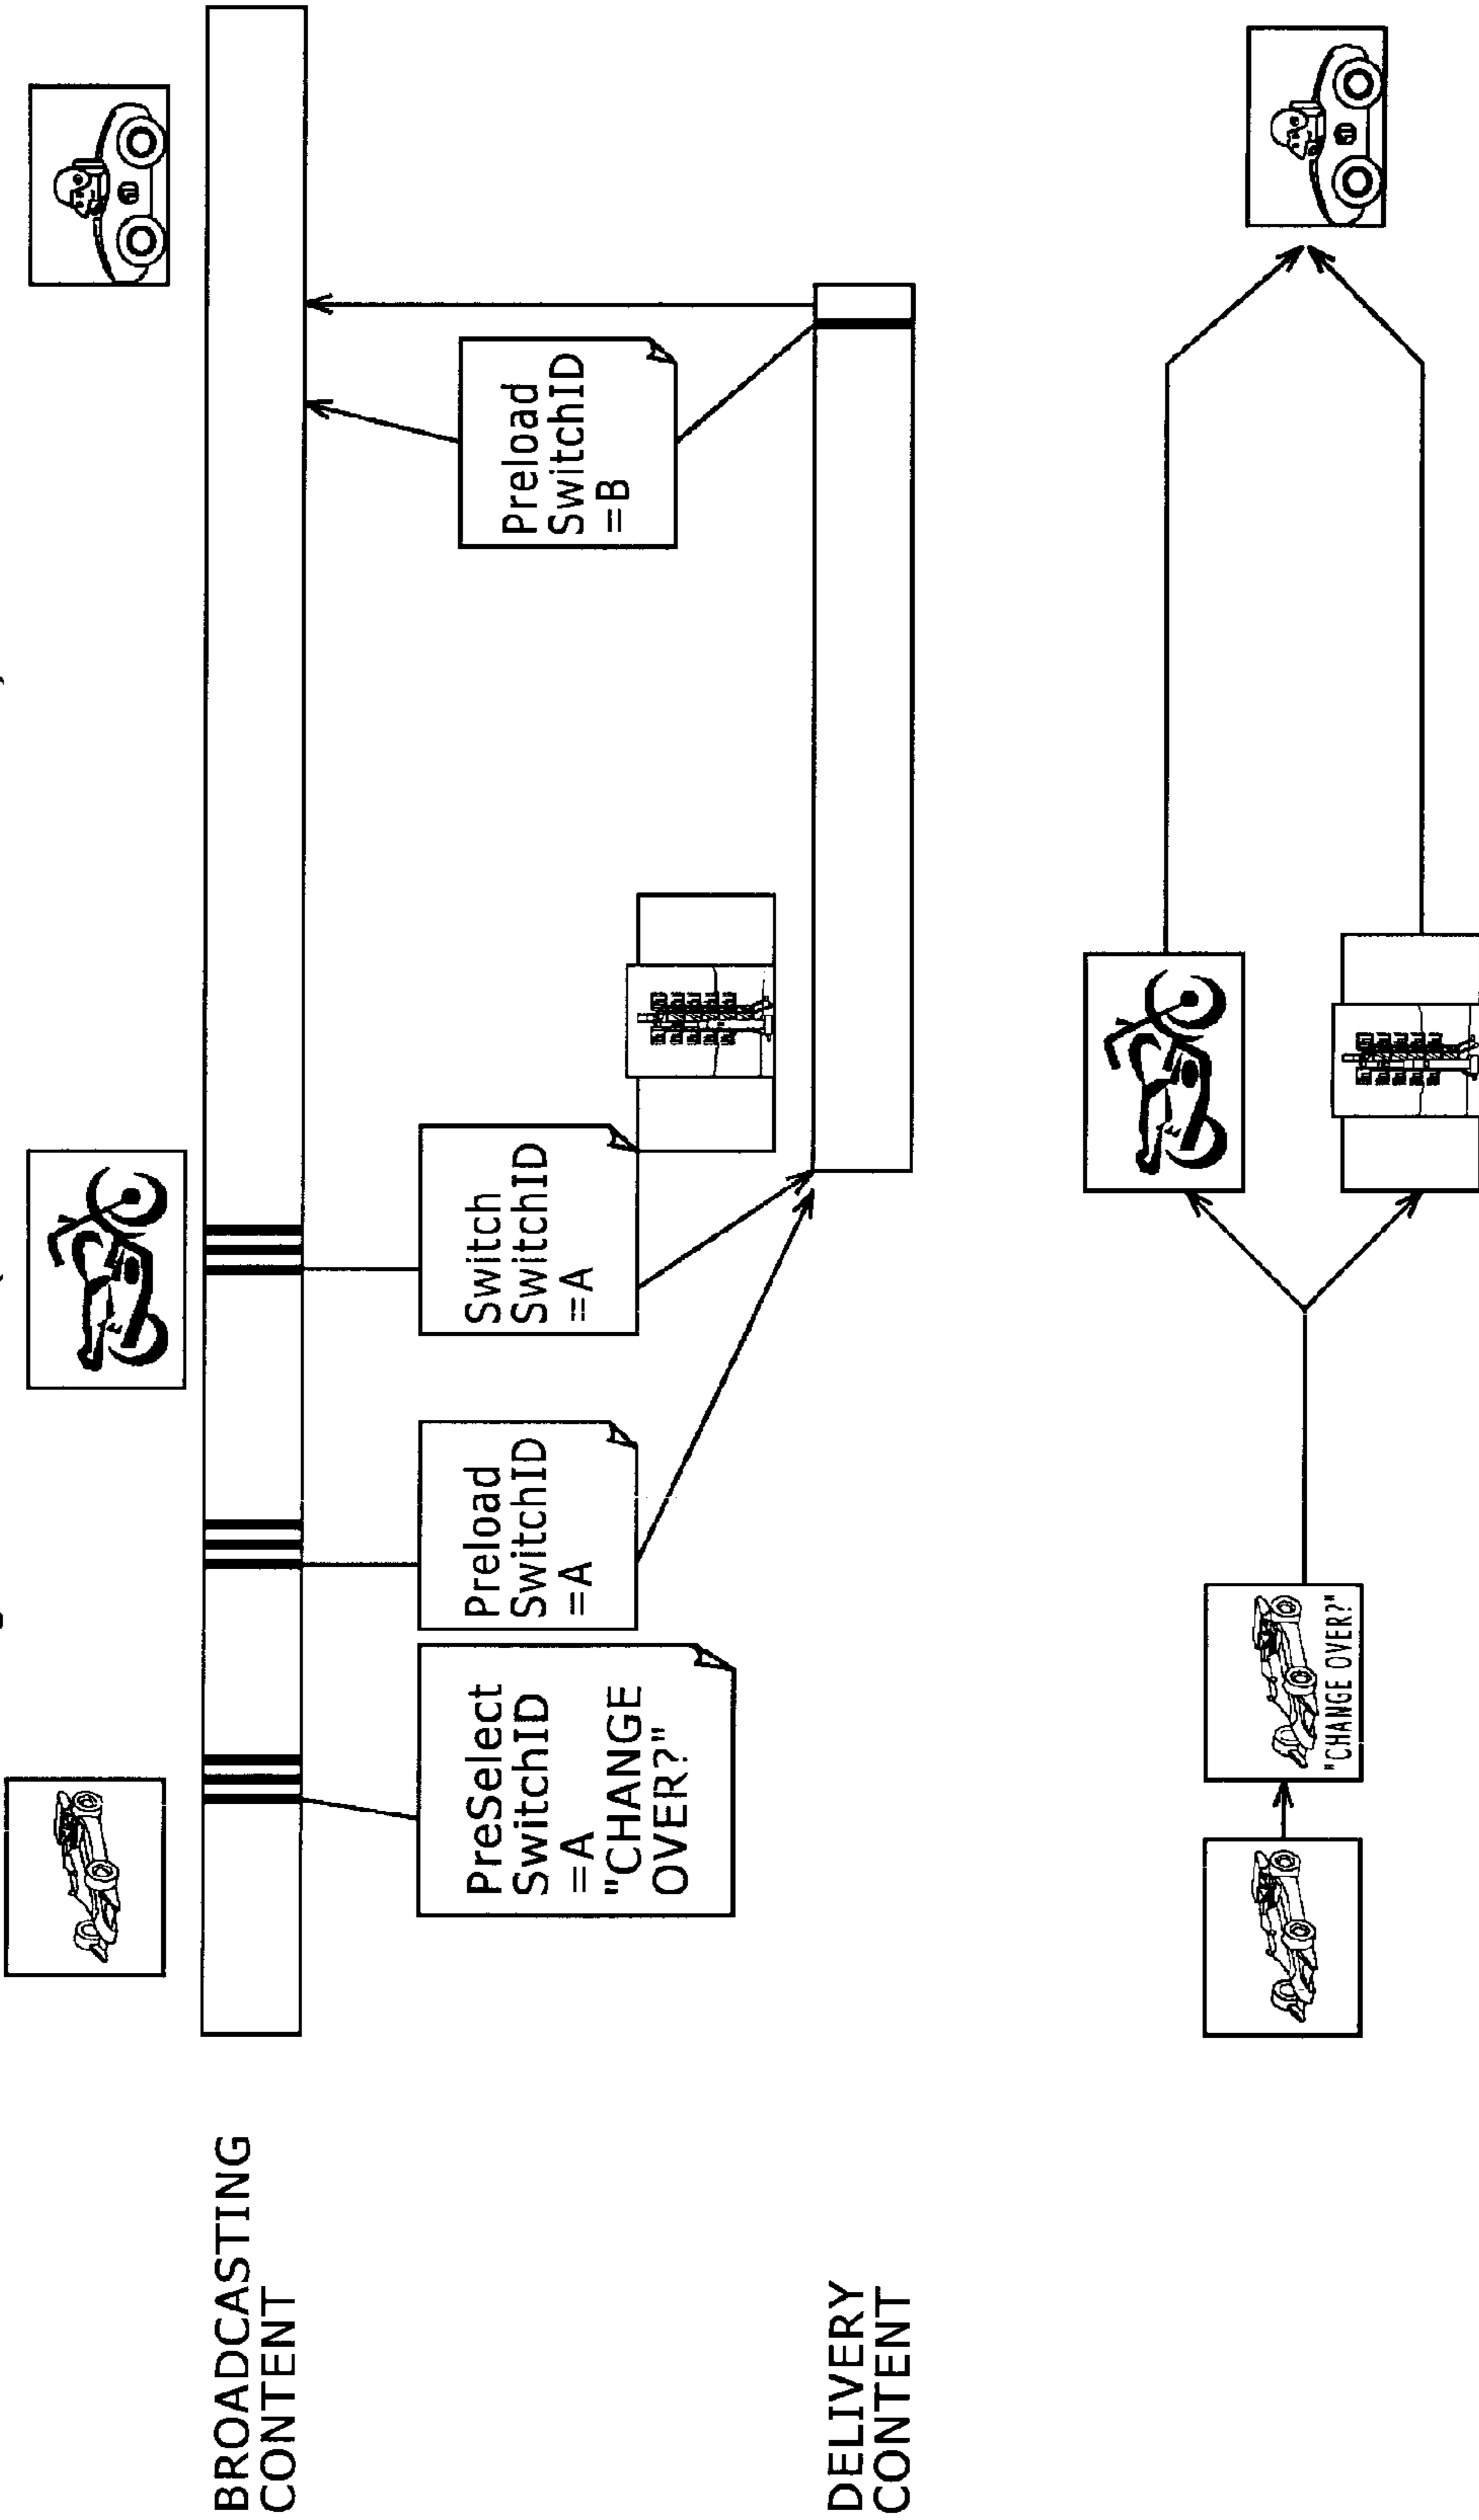 BROADCASTING
CONTENT
PreSelect
SwitchID
=A
"CHANGE
OVER?"
Preload
SwitchID
=A
Switch
SwitchID
=A
Preload
SwitchID
=B
DELIVERY
CONTENT
"CHANGE OVER?"